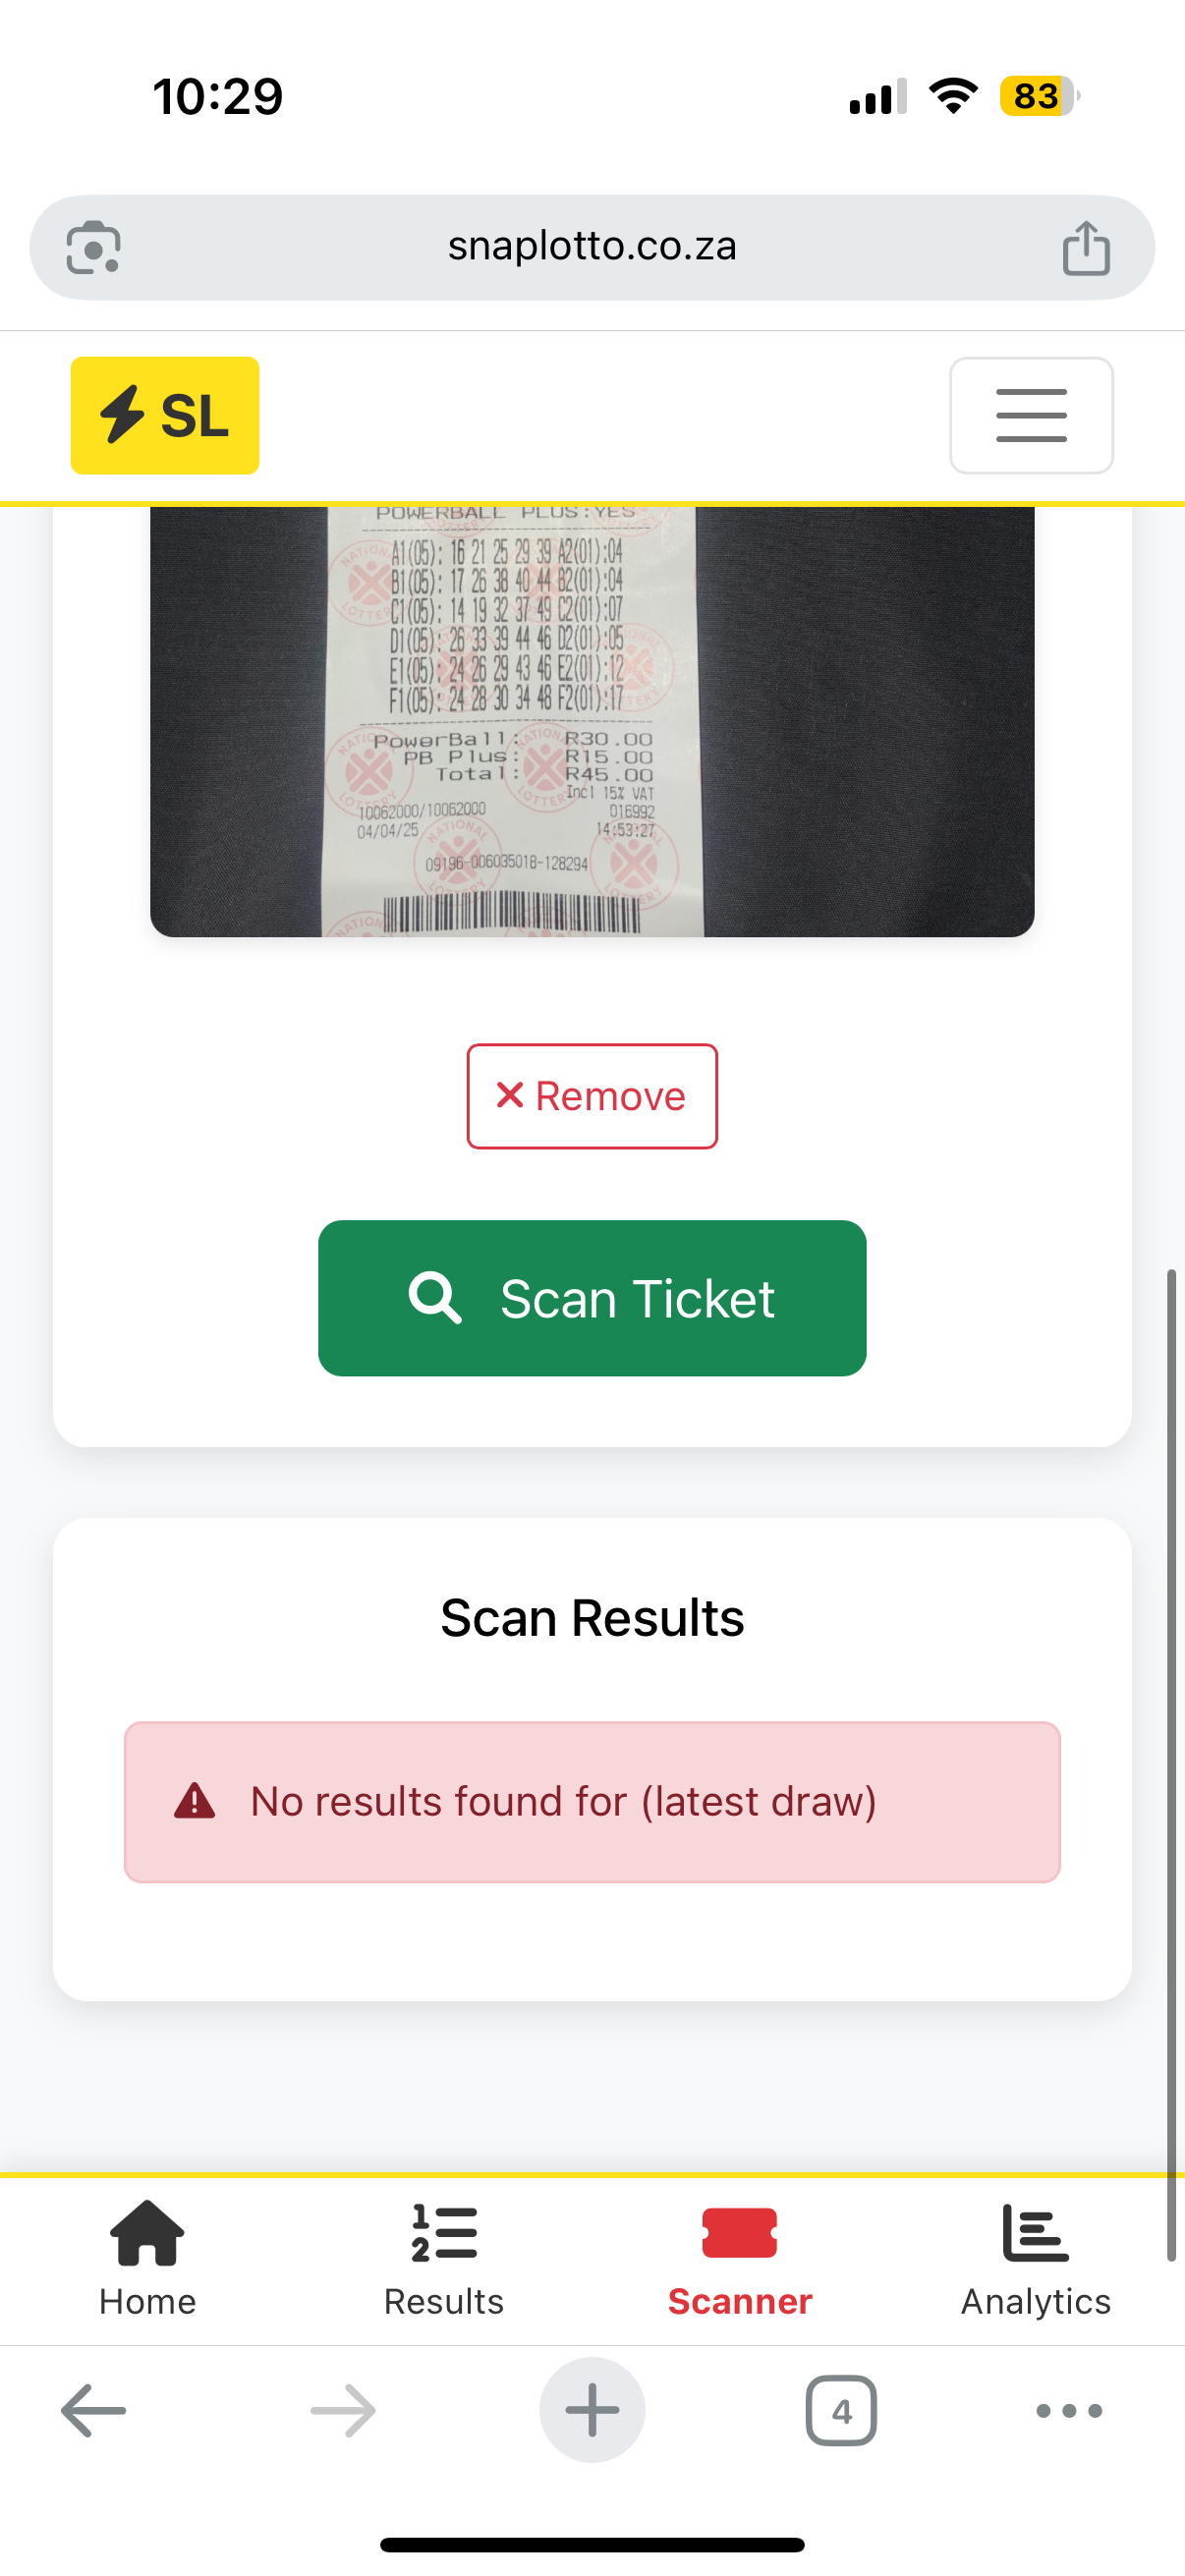 10:29
83
snaplotto.co.za
SL
POWERBALL PLUS:YES
A1(05): 16 21 25 29 39 A2(01):04
B1(05): 17 26 38 40 44 B2(01):04
C1(05): 14 19 32 37 49 C2(01):07
D1(05): 26 33 39 44 46 D2(01):05
E1(05): 24 26 29 43 46 E2(01):12
F1(05): 24 28 30 34 48 F2(01):17
PowerBall: R30.00
PB Plus: R15.00
Total: R45.00
Incl 15% VAT
10062000/10062000 016992
04/04/25 14:53:27
09196-006035018-128294
NATIONAL
LOTTERY
Remove
Scan Ticket
Scan Results
No results found for (latest draw)
Home
Results
Scanner
Analytics
4